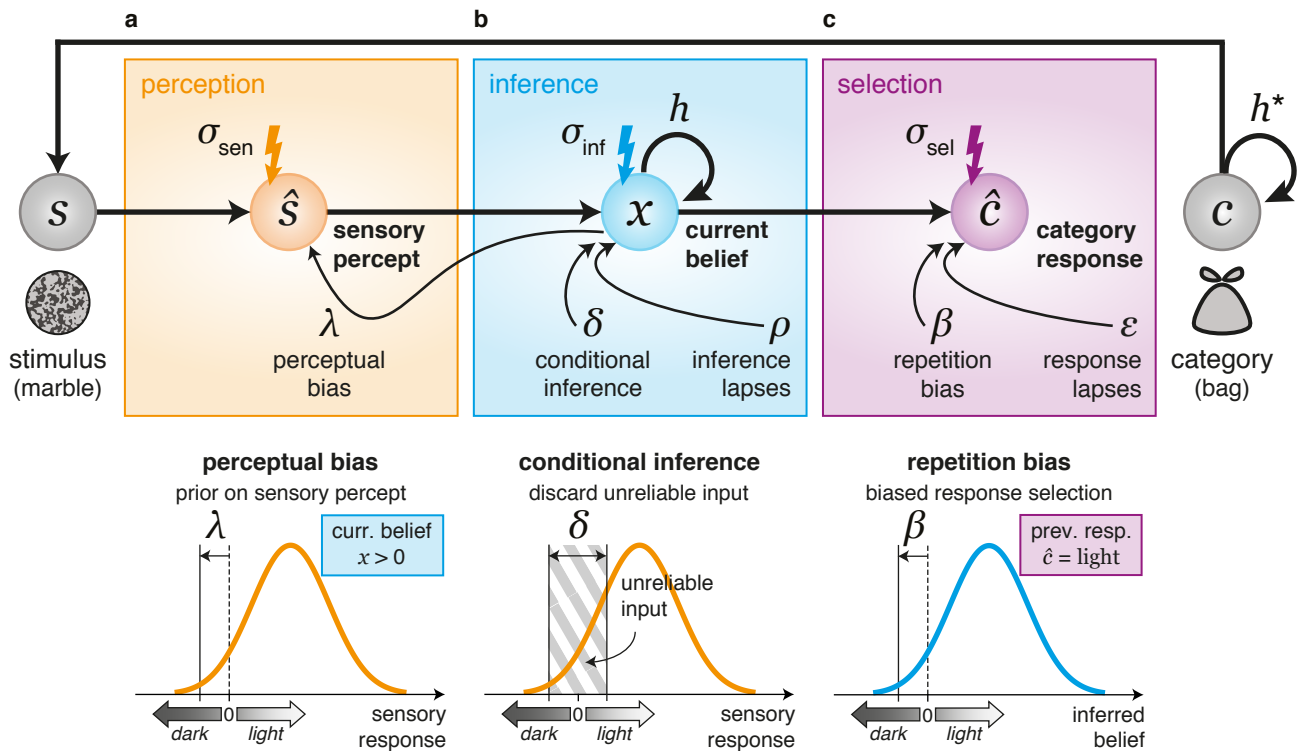 a
b
c
perception
inference
selection
h
h*
σsen
σinf
σsel
s
ŝ
x
ĉ
c
sensory
percept
current
belief
category
response
λ
δ
ρ
β
ε
stimulus
(marble)
perceptual
bias
conditional
inference
inference
lapses
repetition
bias
response
lapses
category
(bag)
perceptual bias
prior on sensory percept
λ
curr. belief
x > 0
0
dark
light
sensory
response
conditional inference
discard unreliable input
δ
unreliable
input
0
dark
light
sensory
response
repetition bias
biased response selection
β
prev. resp.
ĉ = light
0
dark
light
inferred
belief